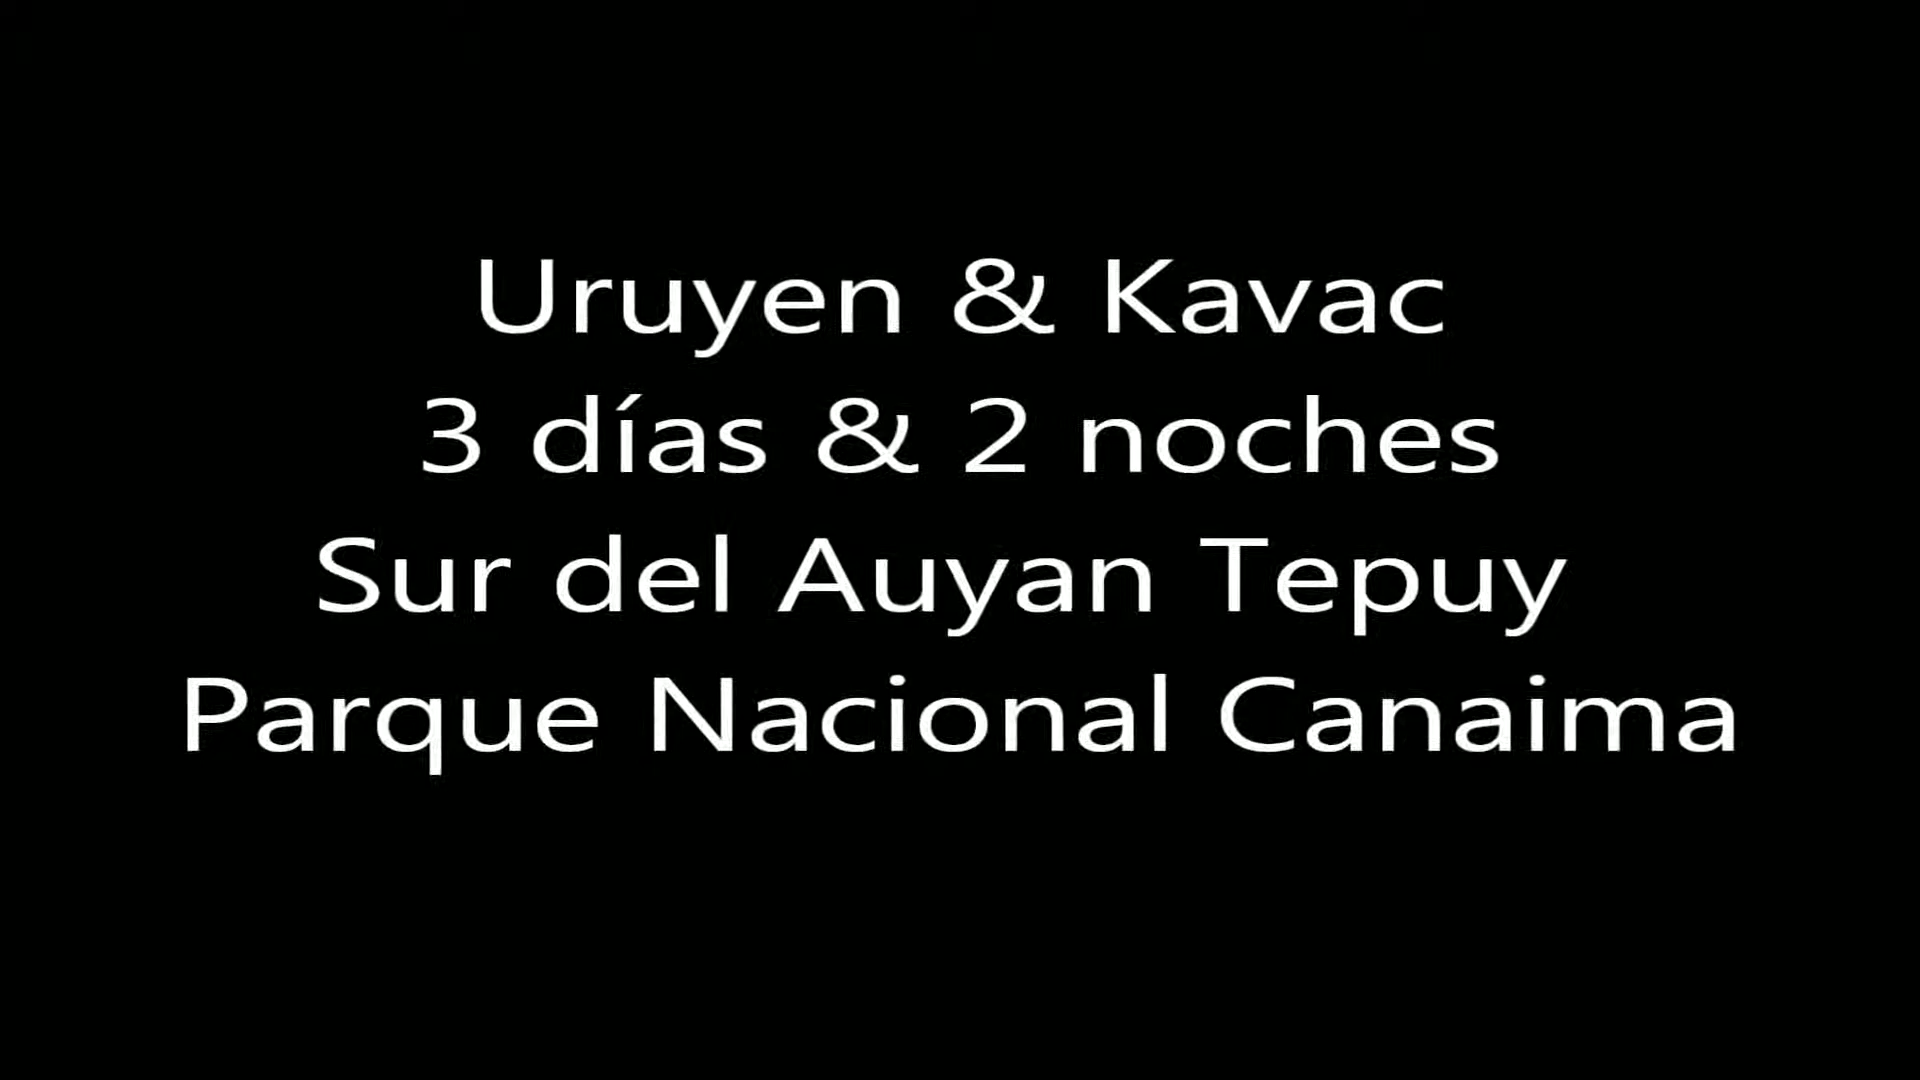 Uruyen & Kavac
3 días & 2 noches
Sur del Auyan Tepuy
Parque Nacional Canaima